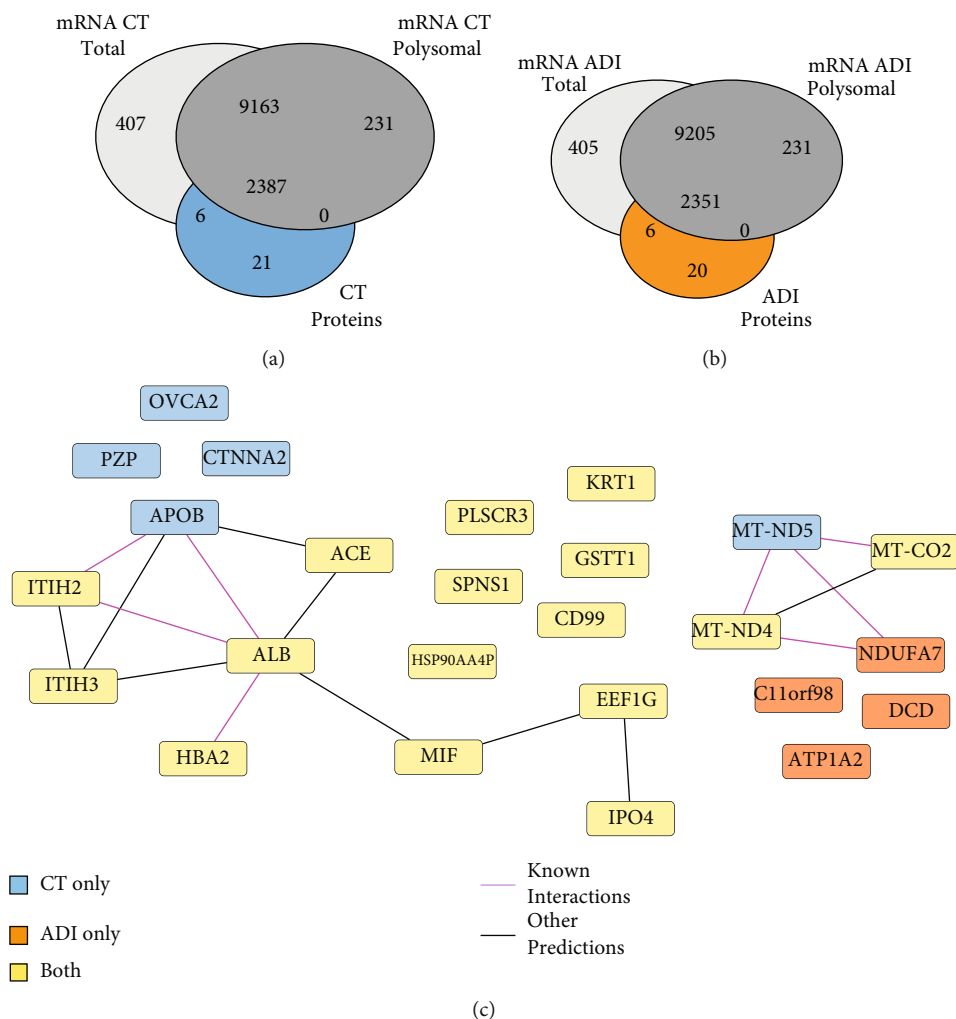 mRNA CT
Total
mRNA CT
Polysomal
407
9163
231
2387
6
0
21
CT
Proteins
(a)
mRNA ADI
Total
mRNA ADI
Polysomal
405
9205
231
2351
6
0
20
ADI
Proteins
(b)
OVCA2
PZP
CTNNA2
APOB
ACE
ITIH2
ALB
ITIH3
HBA2
KRT1
PLSCR3
GSTT1
SPNS1
CD99
HSP90AA4P
EEF1G
MIF
IPO4
MT-ND5
MT-CO2
MT-ND4
NDUFA7
C11orf98
DCD
ATP1A2
CT only
ADI only
Both
Known
Interactions
Other
Predictions
(c)